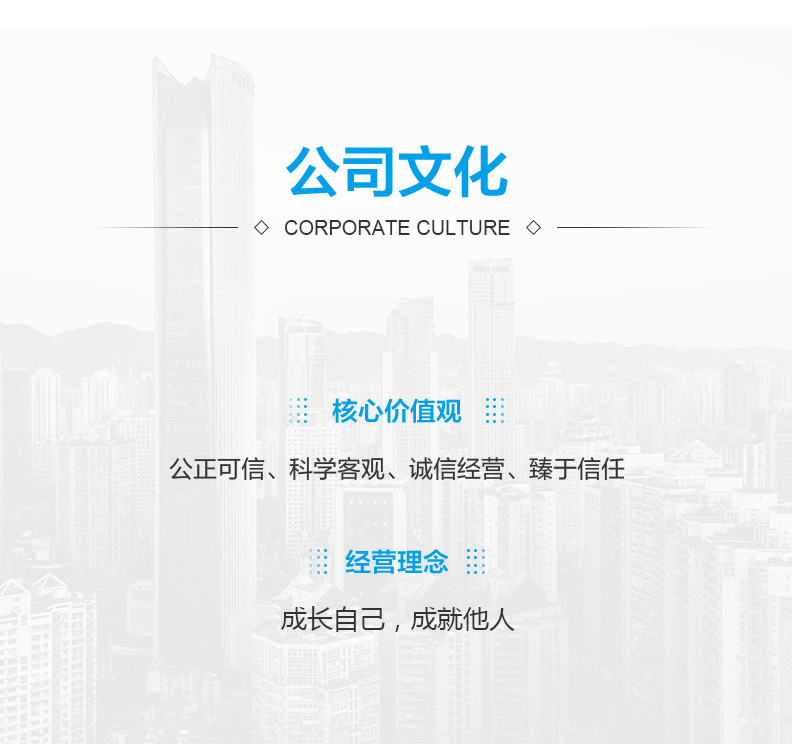 公司文化
CORPORATE CULTURE
核心价值观
公正可信、科学客观、诚信经营、臻于信任
经营理念
成长自己，成就他人